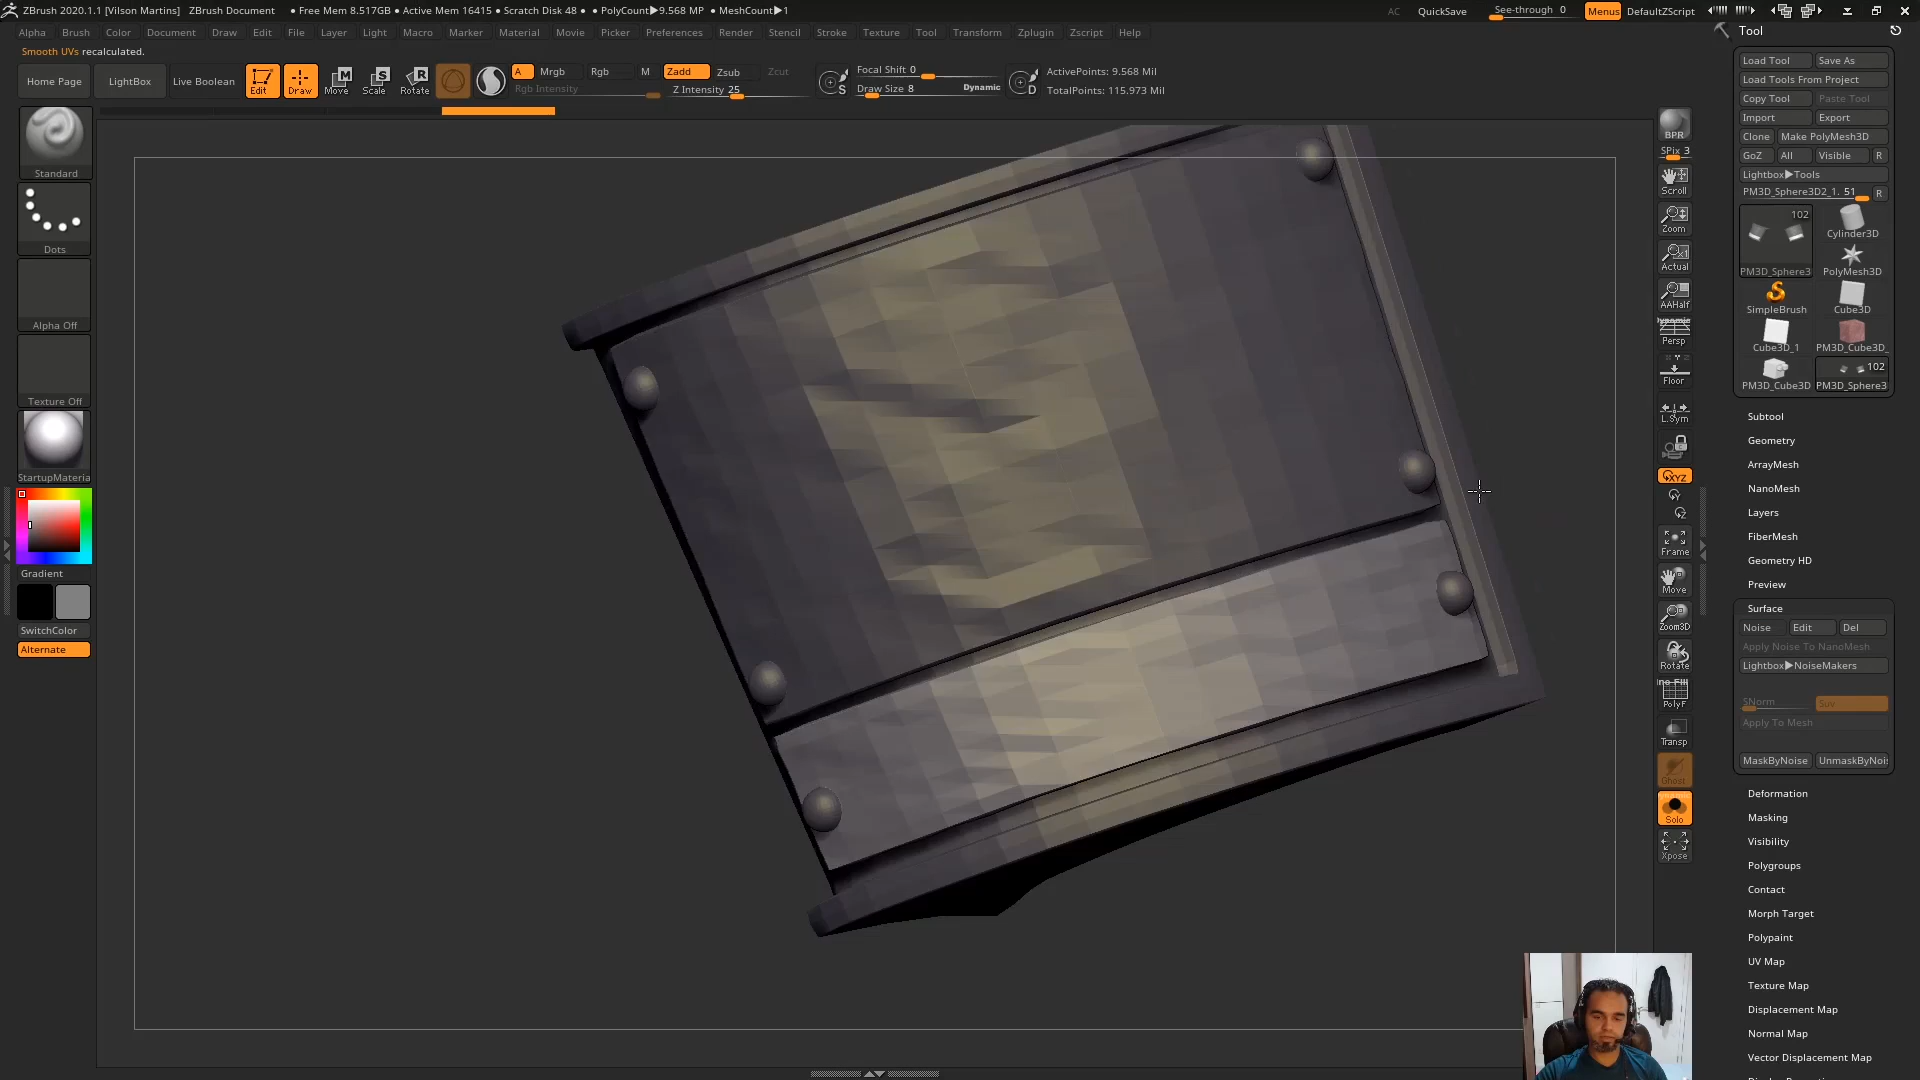 ZBrush 2020.1.1 [Vilson Martins] ZBrush Document • Free Mem 8.517GB • Active Mem 16415 • Scratch Disk 48 • PolyCount▶9.568 MP • MeshCount▶1 AC QuickSave See-through 0 Menus DefaultZScript
Alpha Brush Color Document Draw Edit File Layer Light Macro Marker Material Movie Picker Preferences Render Stencil Stroke Texture Tool Transform Zplugin Zscript Help
Smooth UVs recalculated.
Home Page LightBox Live Boolean Edit Draw Move Scale Rotate
A Mrgb Rgb M Zadd Zsub Zcut
Rgb Intensity Z Intensity 25
Focal Shift 0
Draw Size 8 Dynamic
ActivePoints: 9.568 Mil
TotalPoints: 115.973 Mil
Standard
Dots
Alpha Off
Texture Off
StartupMateria
Gradient
SwitchColor
Alternate
BPR
SPix 3
Scroll
Zoom
Actual
AAHalf
Persp
Floor
L.Sym
XYZ
Frame
Move
Zoom3D
Rotate
PolyF
Transp
Ghost
Solo
Xpose
Tool
Load Tool Save As
Load Tools From Project
Copy Tool Paste Tool
Import Export
Clone Make PolyMesh3D
GoZ All Visible R
Lightbox▶Tools
PM3D_Sphere3D2_1. 51 R
102
Cylinder3D
PM3D_Sphere3 PolyMesh3D
SimpleBrush Cube3D
Cube3D_1 PM3D_Cube3D_
102
PM3D_Cube3D PM3D_Sphere3
Subtool
Geometry
ArrayMesh
NanoMesh
Layers
FiberMesh
Geometry HD
Preview
Surface
Noise Edit Del
Apply Noise To NanoMesh
Lightbox▶NoiseMakers
SNorm
Apply To Mesh
MaskByNoise UnmaskByNoi
Deformation
Masking
Visibility
Polygroups
Contact
Morph Target
Polypaint
UV Map
Texture Map
Displacement Map
Normal Map
Vector Displacement Map